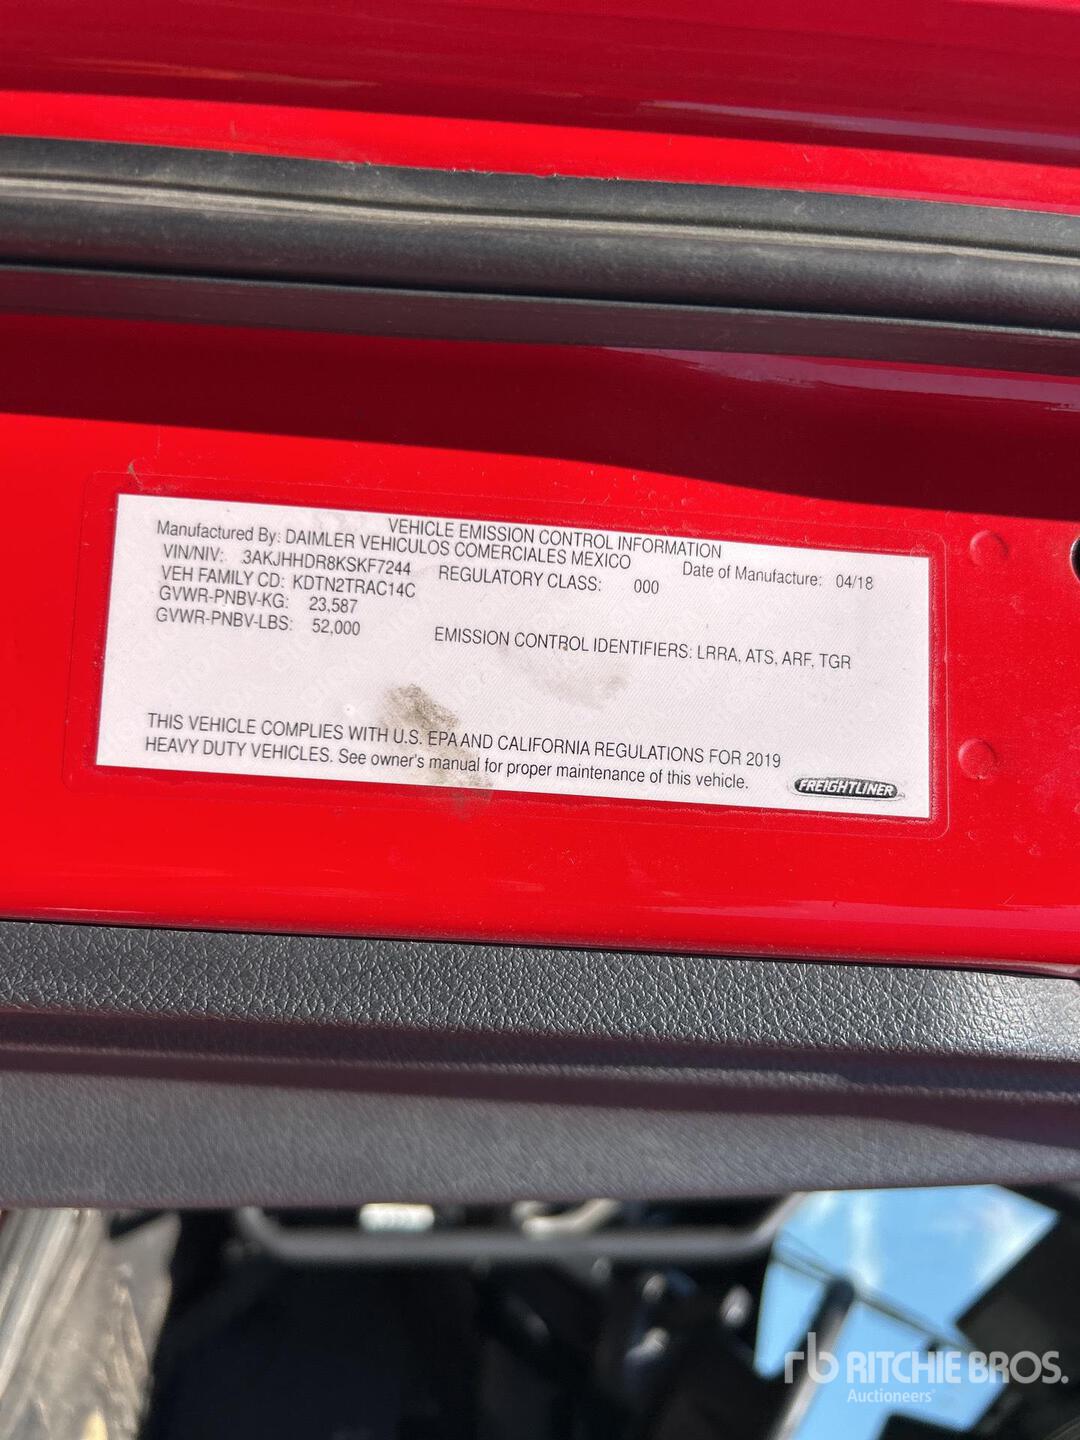 VEHICLE EMISSION CONTROL INFORMATION
Manufactured By: DAIMLER VEHICULOS COMERCIALES MEXICO
Date of Manufacture: 04/18
VIN/NIV: 3AKJHHDR8KSKF7244
REGULATORY CLASS: 000
VEH FAMILY CD: KDTN2TRAC14C
GVWR-PNBV-KG: 23,587
GVWR-PNBV-LBS: 52,000
EMISSION CONTROL IDENTIFIERS: LRRA, ATS, ARF, TGR
THIS VEHICLE COMPLIES WITH U.S. EPA AND CALIFORNIA REGULATIONS FOR 2019
HEAVY DUTY VEHICLES. See owner's manual for proper maintenance of this vehicle.
FREIGHTLINER
rb RITCHIE BROS.
Auctioneers